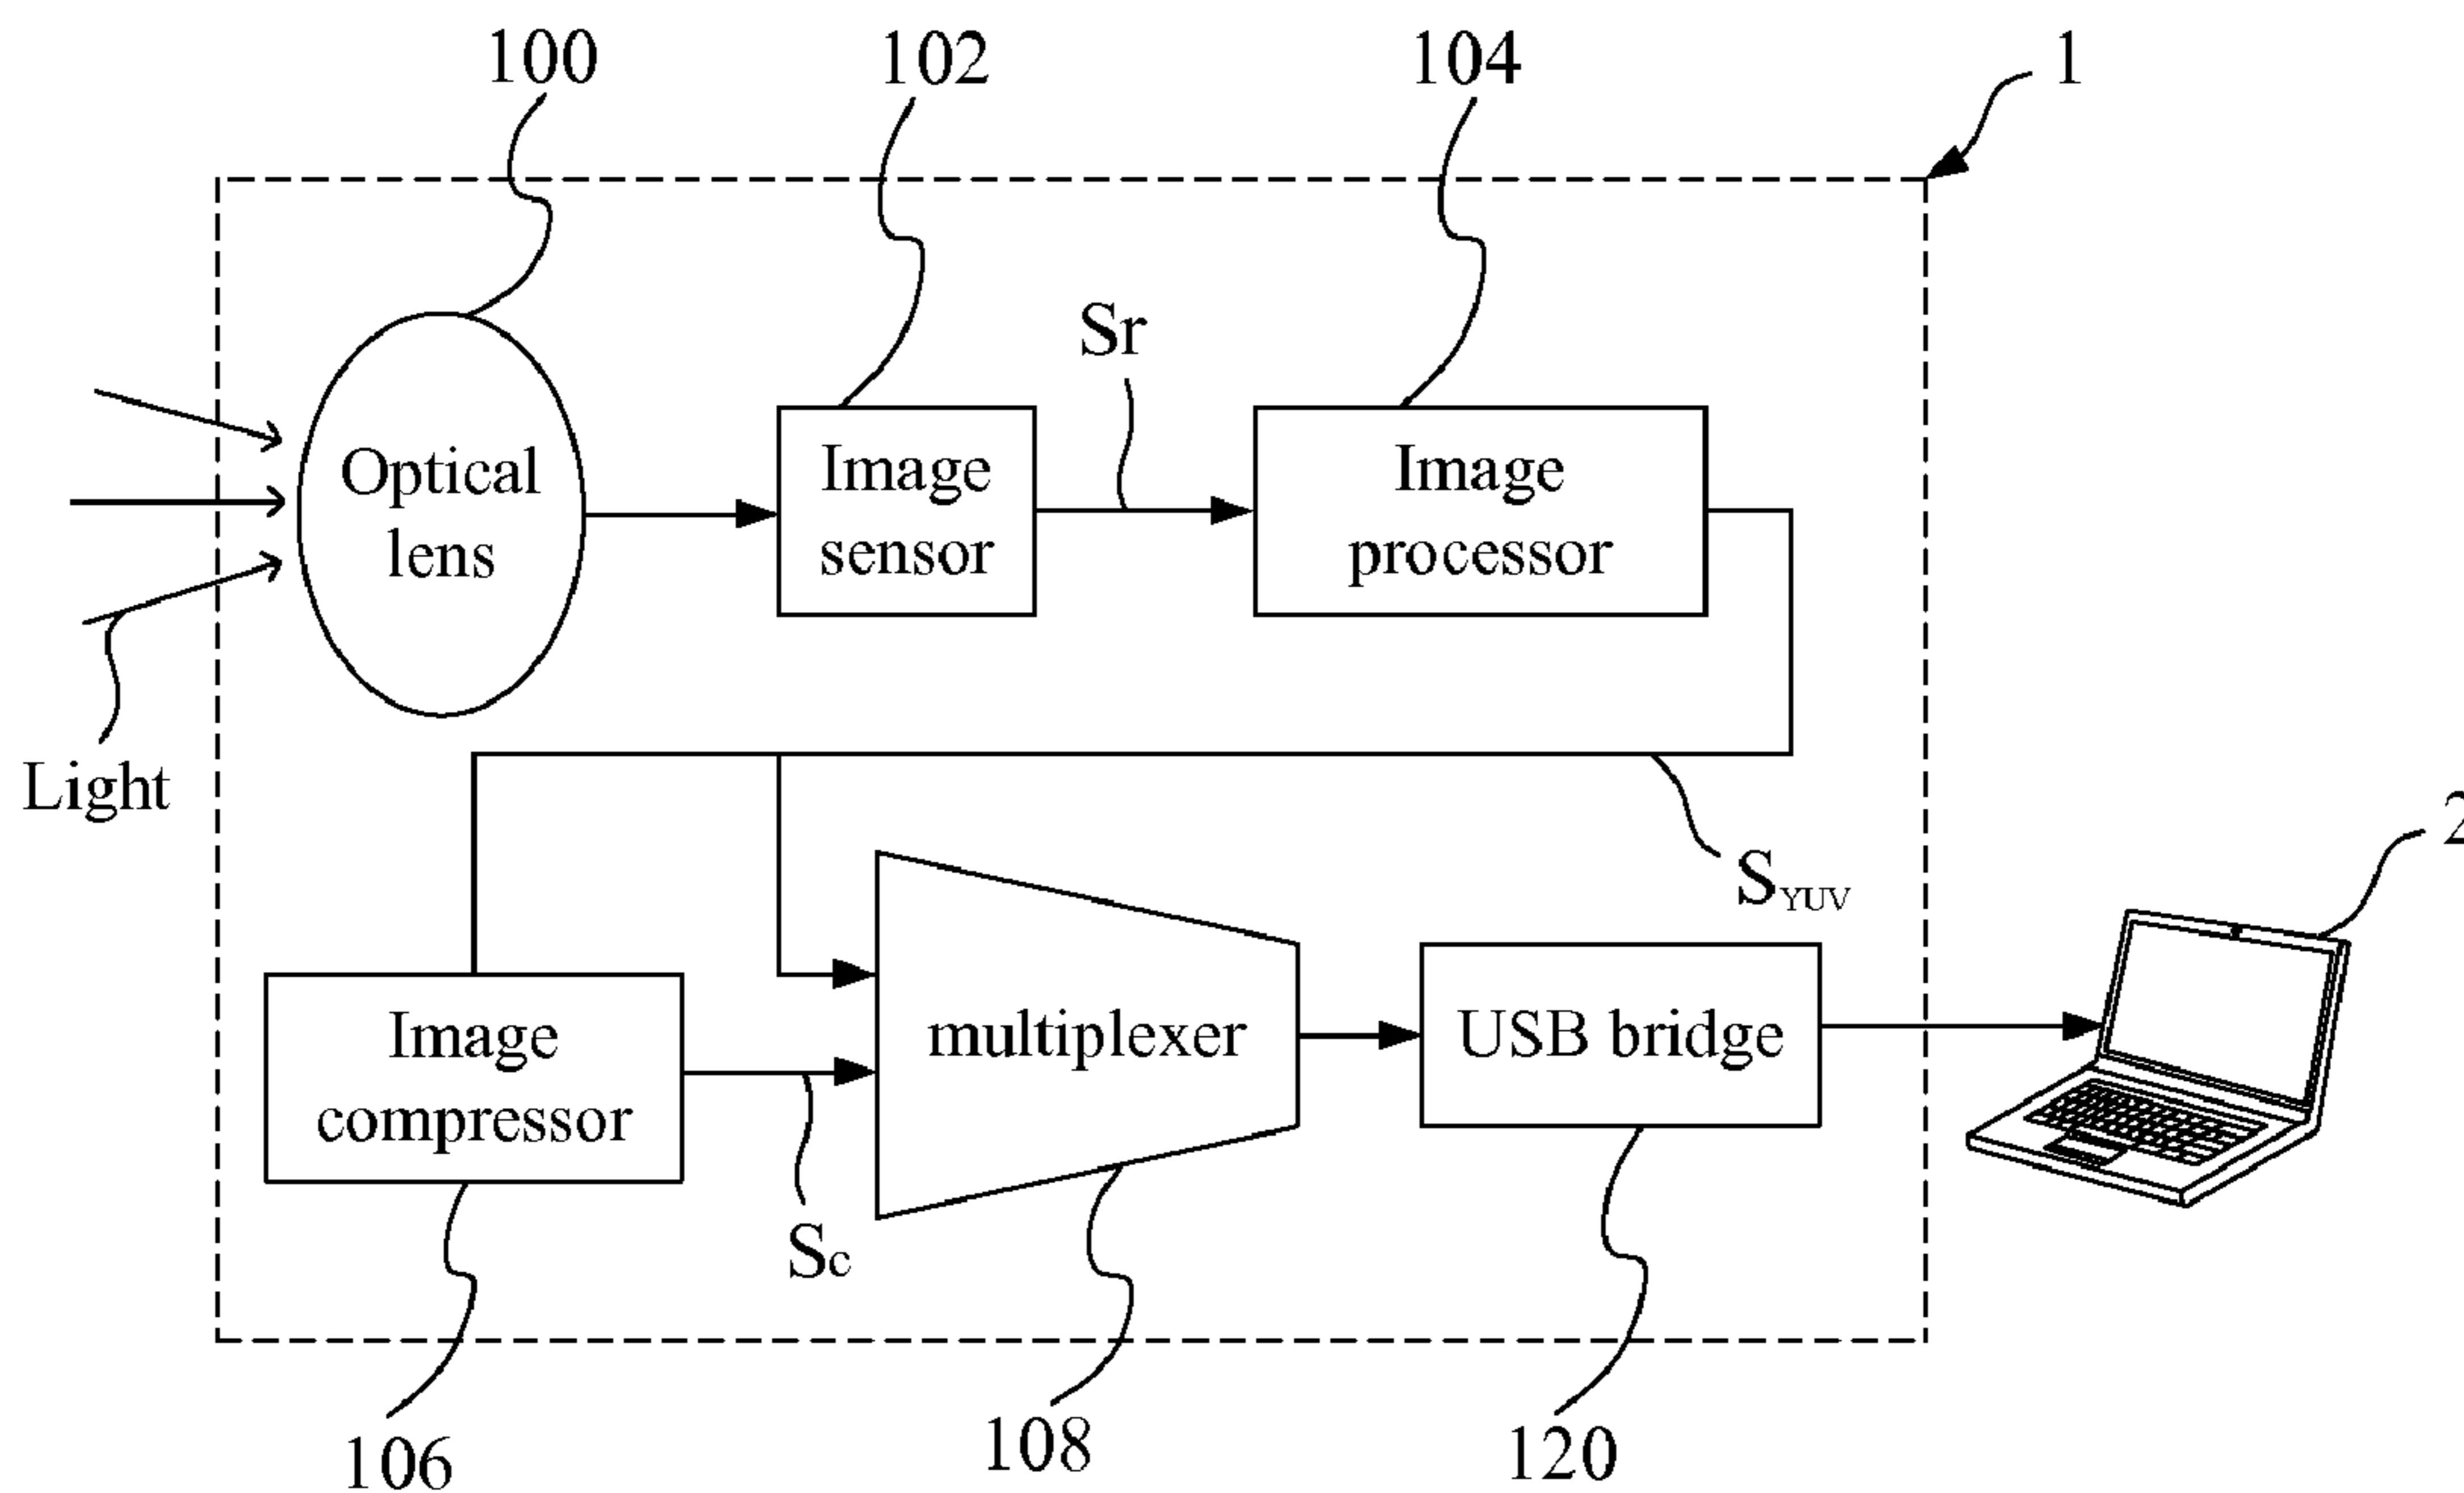 100
102
104
1
Sr
Optical
lens
Image
sensor
Image
processor
Light
SYUV
2
Image
compressor
multiplexer
USB bridge
Sc
106
108
120